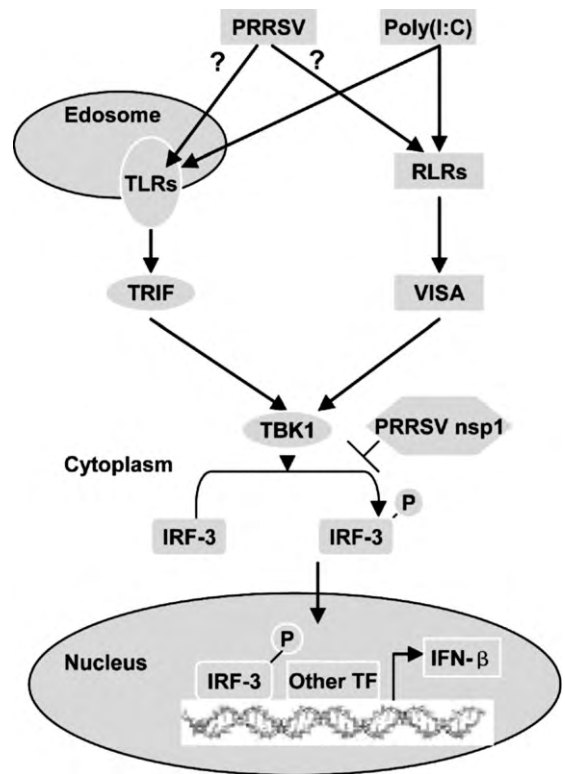 PRRSV Poly(I:C)
? ?
Edosome
TLRs RLRs
TRIF VISA
TBK1 PRRSV nsp1
Cytoplasm
P
IRF-3 IRF-3
P
Nucleus IFN-β
IRF-3 Other TF